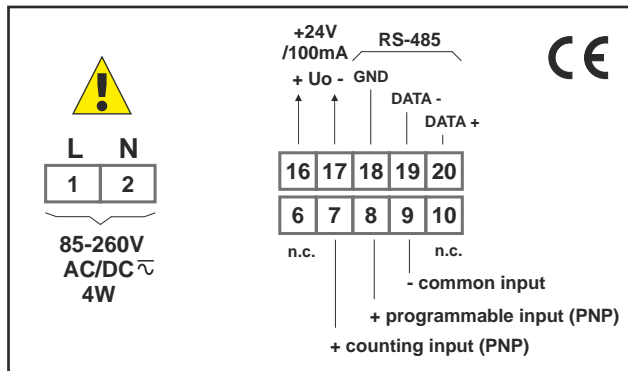 +24V
/100mA
RS-485
CE
+ Uo -
GND
DATA -
DATA +
!
L N
1 2
16 17 18 19 20
6 7 8 9 10
n.c.
n.c.
85-260V
AC/DC
4W
- common input
+ programmable input (PNP)
+ counting input (PNP)